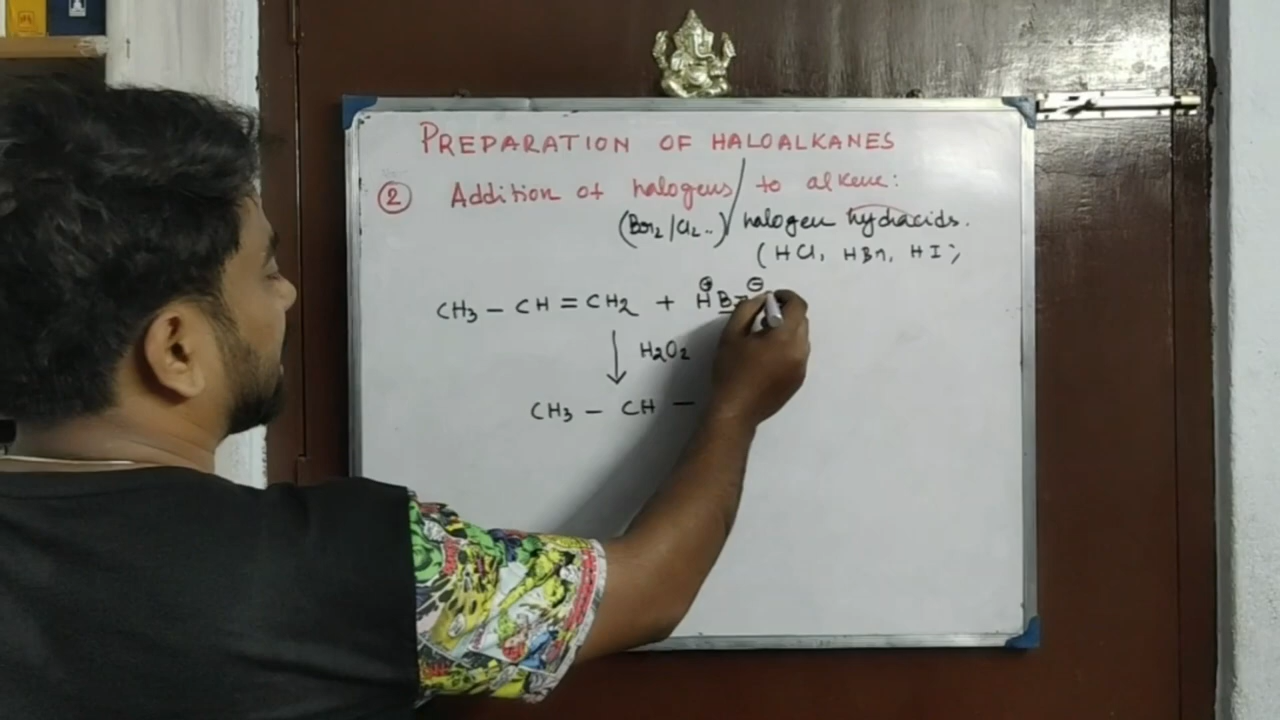 PREPARATION OF HALOALKANES
② Addition of halogens / to alkene:
(Br₂/Cl₂..) / halogen hydracids.
(HCl, HBr, HI)
CH₃ – CH = CH₂ + H⊕ Br⊖
↓ H₂O₂
CH₃ – CH –